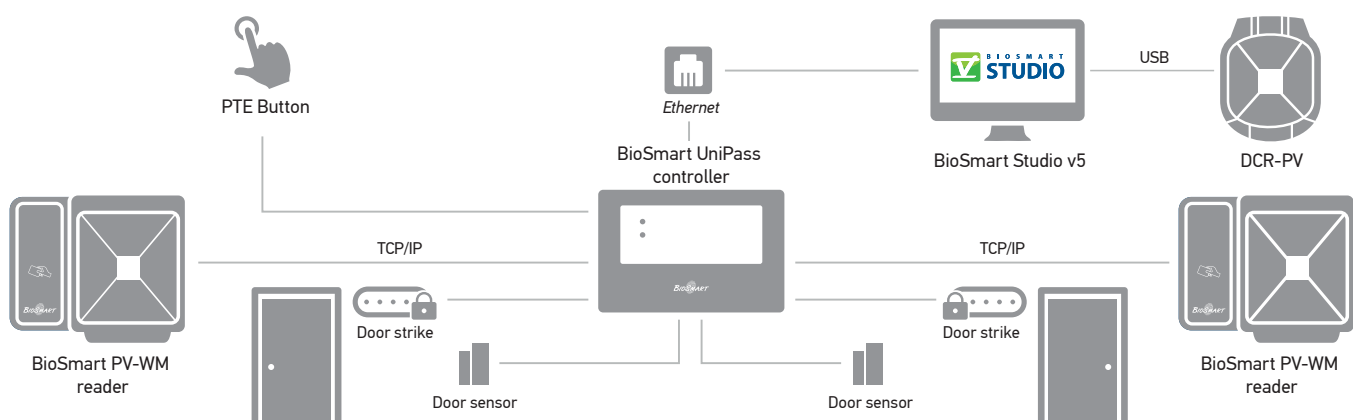 BIOSMART
STUDIO
USB
PTE Button
Ethernet
BioSmart UniPass
controller
BioSmart Studio v5
DCR-PV
TCP/IP
TCP/IP
BIOSMART
BIOSMART
BIOSMART
Door strike
Door strike
BioSmart PV-WM
reader
BioSmart PV-WM
reader
Door sensor
Door sensor